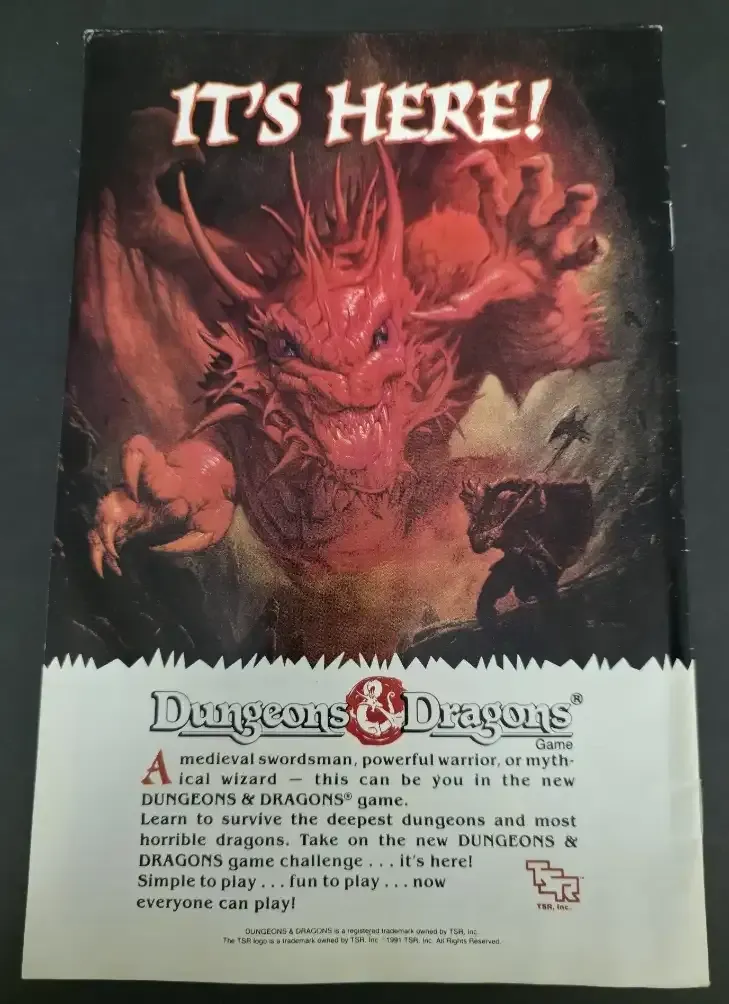 IT'S HERE!
Dungeons & Dragons®
Game
A medieval swordsman, powerful warrior, or myth-
ical wizard — this can be you in the new
DUNGEONS & DRAGONS® game.
Learn to survive the deepest dungeons and most
horrible dragons. Take on the new DUNGEONS &
DRAGONS game challenge . . . it's here!
Simple to play . . . fun to play . . . now
everyone can play!
TSR™
TSR, Inc.
DUNGEONS & DRAGONS is a registered trademark owned by TSR, Inc.
The TSR logo is a trademark owned by TSR, Inc. ©1991 TSR, Inc. All Rights Reserved.